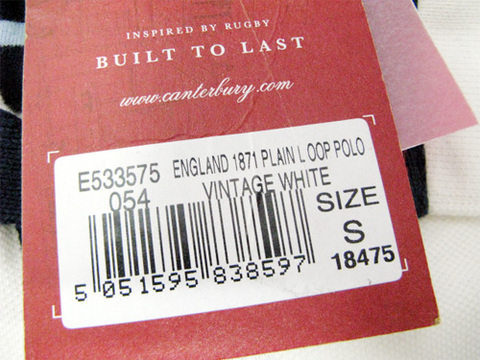 INSPIRED BY RUGBY
BUILT TO LAST
www.canterbury.com
E533575 ENGLAND 1871 PLAIN L OOP POLO
054 VINTAGE WHITE
SIZE
S
18475
5 051595 838597